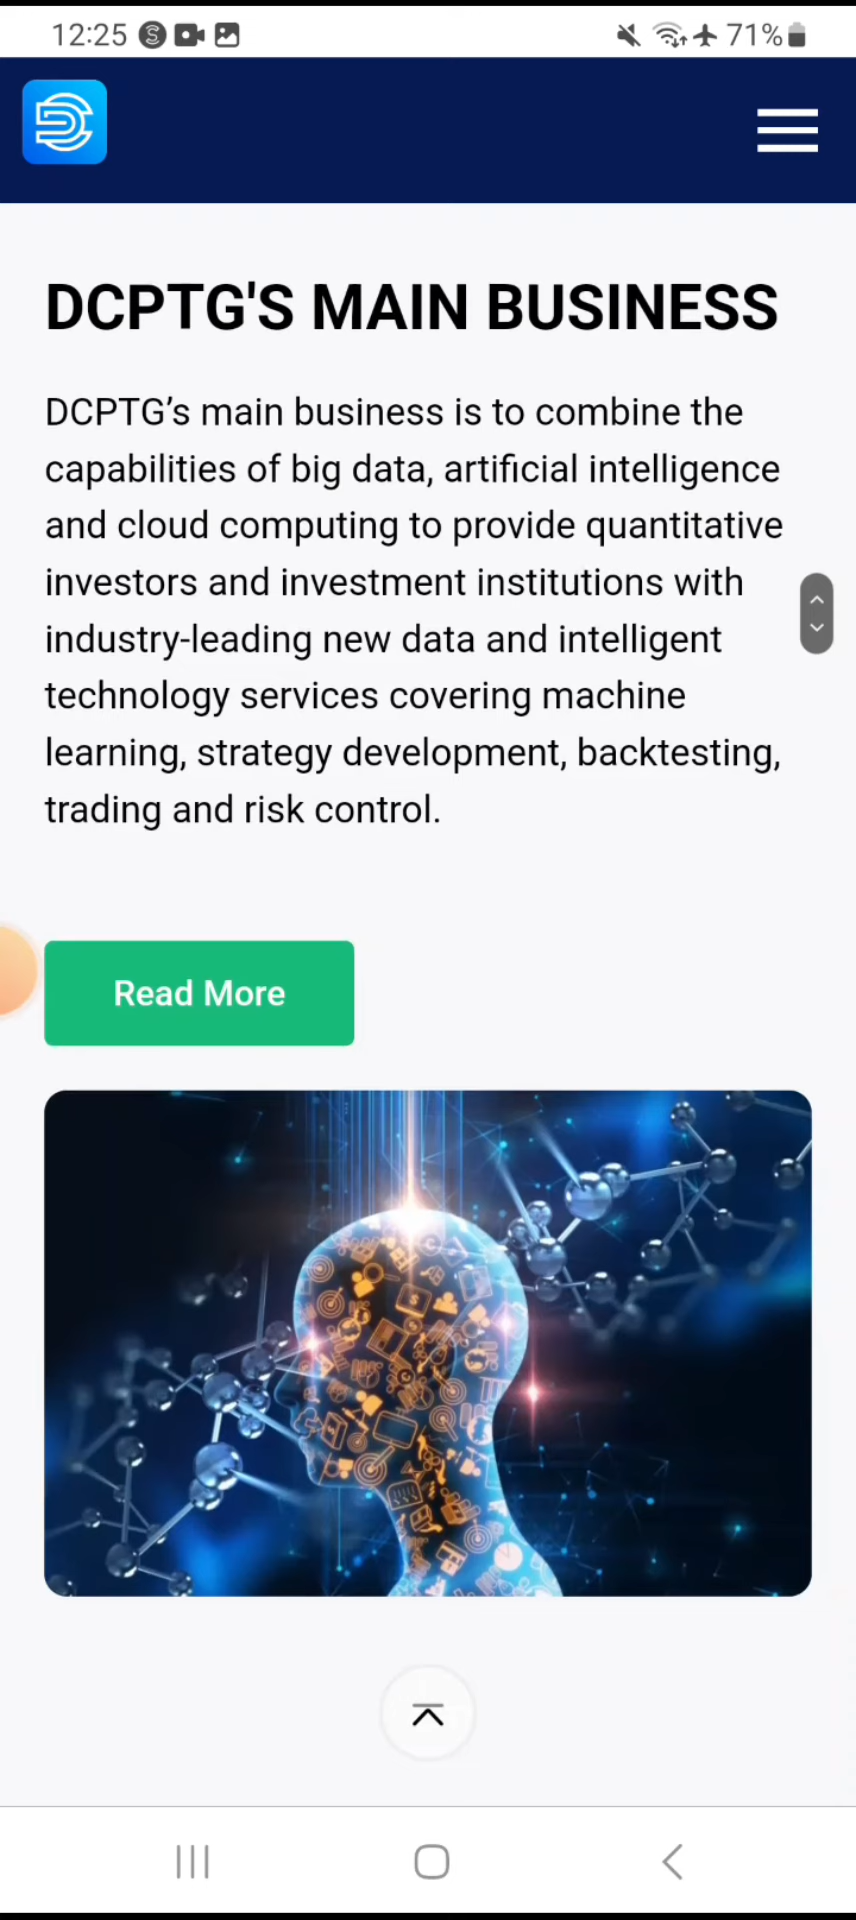 12:25
71%
DCPTG'S MAIN BUSINESS
DCPTG’s main business is to combine the
capabilities of big data, artificial intelligence
and cloud computing to provide quantitative
investors and investment institutions with
industry-leading new data and intelligent
technology services covering machine
learning, strategy development, backtesting,
trading and risk control.
Read More